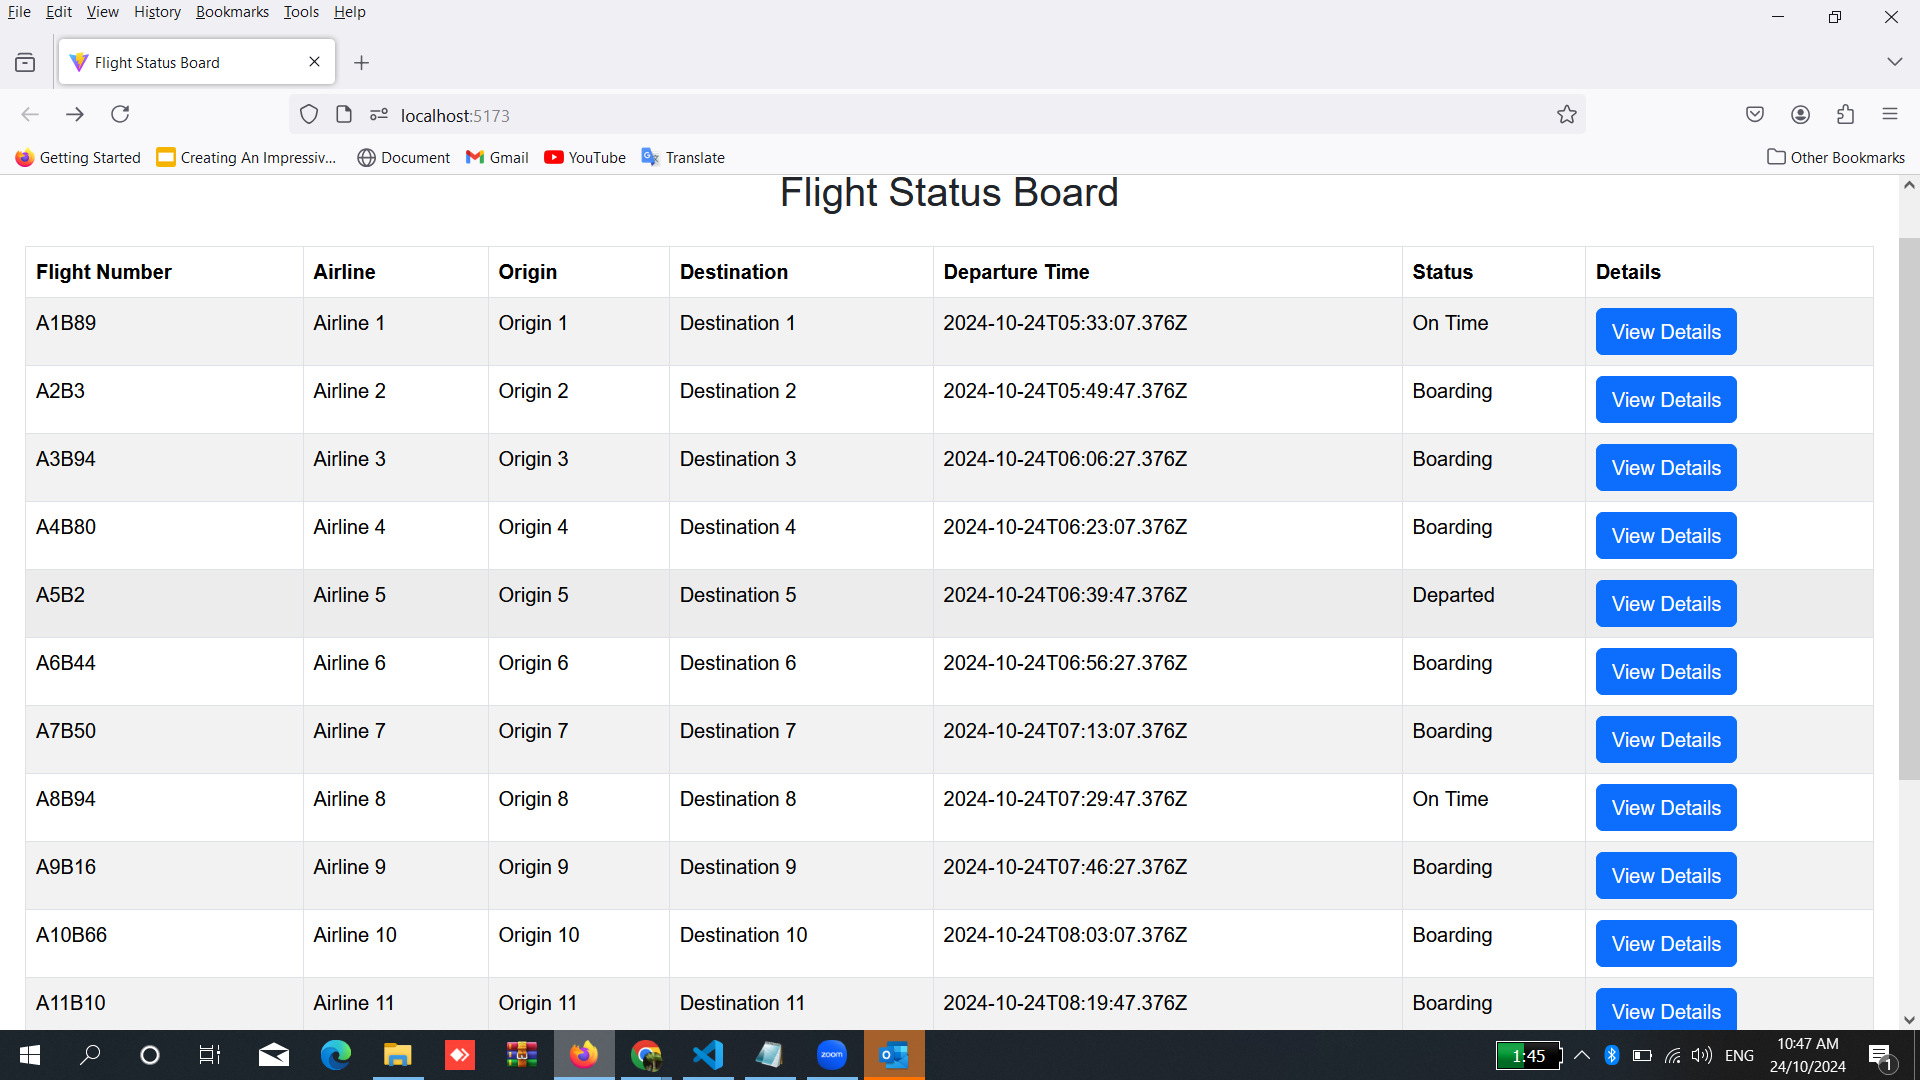 File Edit View History Bookmarks Tools Help
Flight Status Board
localhost:5173
Getting Started Creating An Impressiv... Document Gmail YouTube Translate Other Bookmarks
Flight Status Board
Flight Number Airline Origin Destination Departure Time Status Details
A1B89 Airline 1 Origin 1 Destination 1 2024-10-24T05:33:07.376Z On Time View Details
A2B3 Airline 2 Origin 2 Destination 2 2024-10-24T05:49:47.376Z Boarding View Details
A3B94 Airline 3 Origin 3 Destination 3 2024-10-24T06:06:27.376Z Boarding View Details
A4B80 Airline 4 Origin 4 Destination 4 2024-10-24T06:23:07.376Z Boarding View Details
A5B2 Airline 5 Origin 5 Destination 5 2024-10-24T06:39:47.376Z Departed View Details
A6B44 Airline 6 Origin 6 Destination 6 2024-10-24T06:56:27.376Z Boarding View Details
A7B50 Airline 7 Origin 7 Destination 7 2024-10-24T07:13:07.376Z Boarding View Details
A8B94 Airline 8 Origin 8 Destination 8 2024-10-24T07:29:47.376Z On Time View Details
A9B16 Airline 9 Origin 9 Destination 9 2024-10-24T07:46:27.376Z Boarding View Details
A10B66 Airline 10 Origin 10 Destination 10 2024-10-24T08:03:07.376Z Boarding View Details
A11B10 Airline 11 Origin 11 Destination 11 2024-10-24T08:19:47.376Z Boarding View Details
zoom 1:45 ENG 10:47 AM
24/10/2024 1